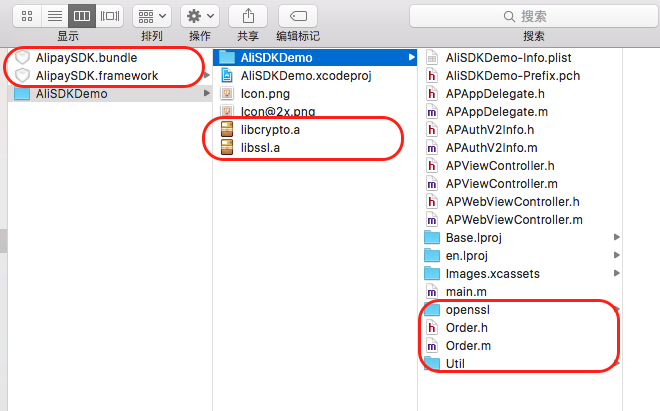 显示
排列
操作
共享
编辑标记
搜索
搜索
AlipaySDK.bundle
AlipaySDK.framework
AliSDKDemo
AliSDKDemo
AliSDKDemo.xcodeproj
Icon.png
Icon@2x.png
libcrypto.a
libssl.a
AliSDKDemo-Info.plist
AliSDKDemo-Prefix.pch
APAppDelegate.h
APAppDelegate.m
APAuthV2Info.h
APAuthV2Info.m
APViewController.h
APViewController.m
APWebViewController.h
APWebViewController.m
Base.lproj
en.lproj
Images.xcassets
main.m
openssl
Order.h
Order.m
Util